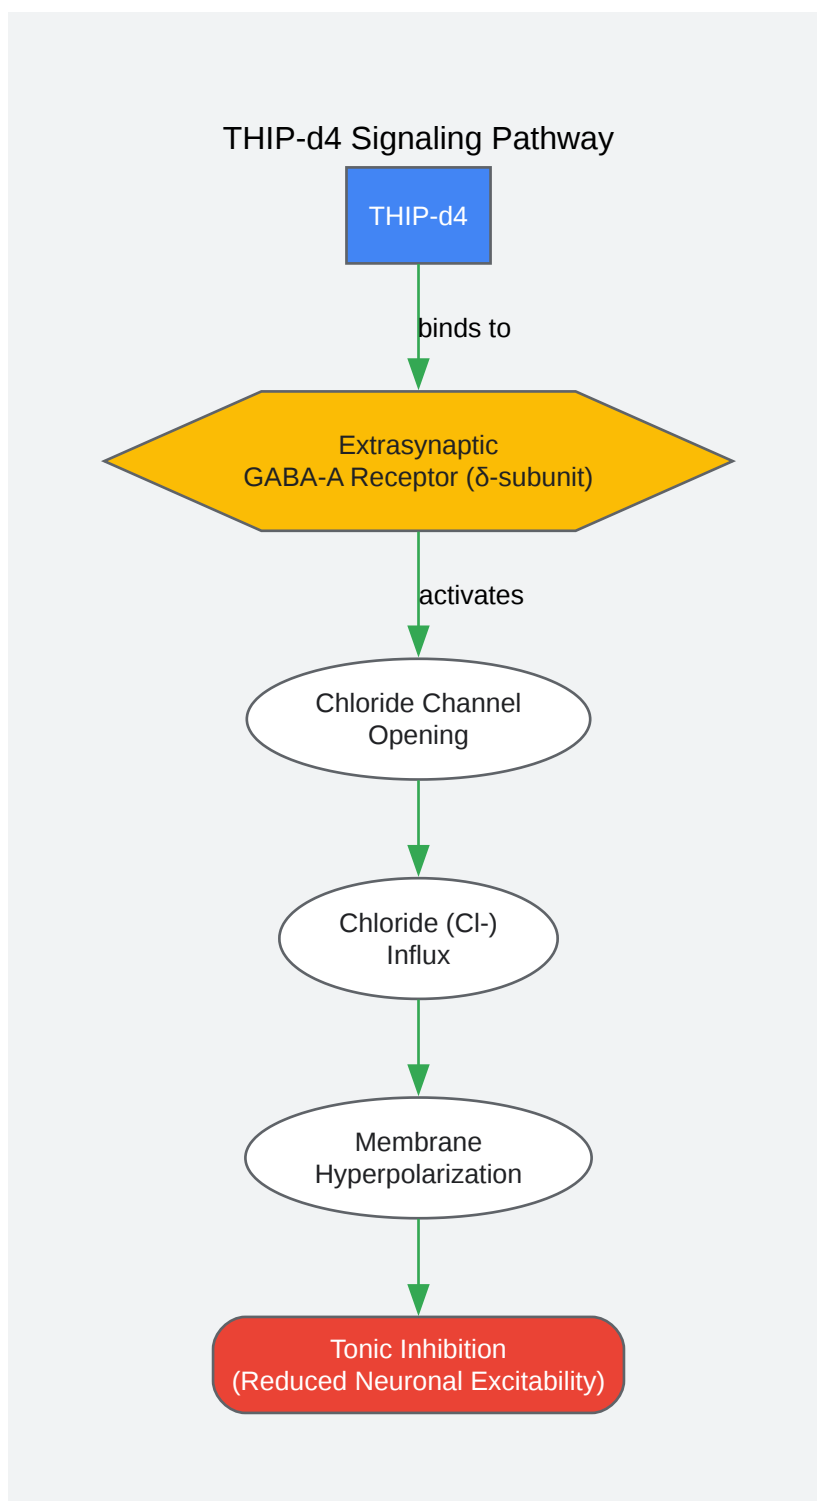 THIP-d4 Signaling Pathway
THIP-d4
binds to
Extrasynaptic
GABA-A Receptor (δ-subunit)
activates
Chloride Channel
Opening
Chloride (Cl-)
Influx
Membrane
Hyperpolarization
Tonic Inhibition
(Reduced Neuronal Excitability)